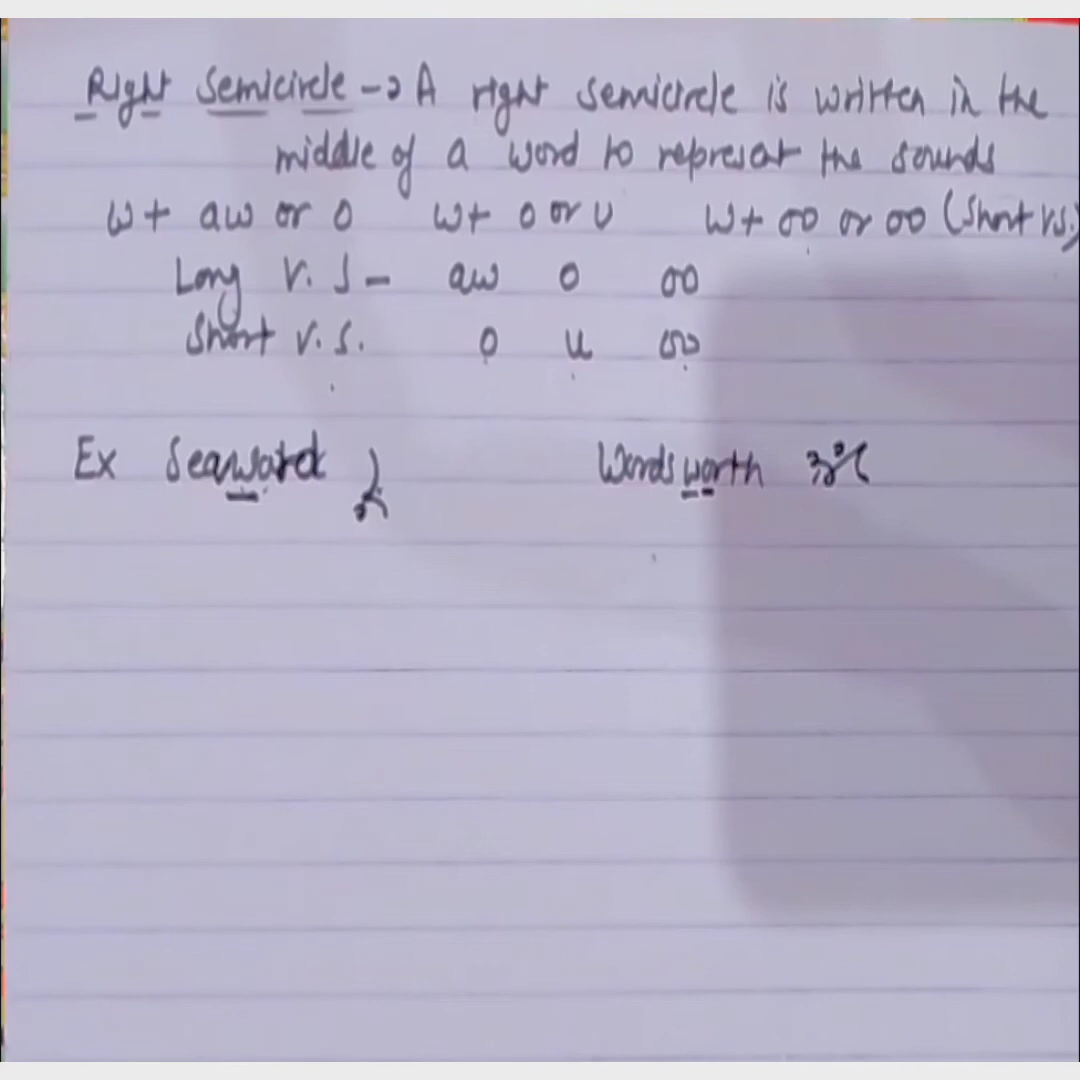 Right Semicircle → A right semicircle is written in the
middle of a word to represat the sounds
w + aw or o w + o or u w + oo or oo (Short v.s.)
Long V. S - aw o oo
Short v. s. o u oo
Ex Seaward Wordsworth